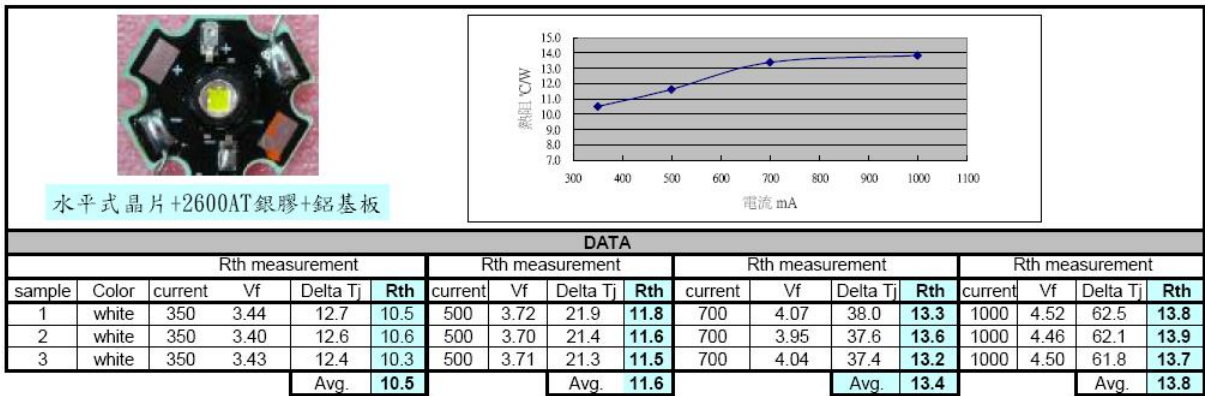 水平式晶片+2600AT銀膠+鋁基板
熱阻 ℃/W
15.0
14.0
13.0
12.0
11.0
10.0
9.0
8.0
7.0
300 400 500 600 700 800 900 1000 1100
電流 mA
DATA
Rth measurement Rth measurement Rth measurement Rth measurement
sample Color current Vf Delta Tj Rth current Vf Delta Tj Rth current Vf Delta Tj Rth current Vf Delta Tj Rth
1 white 350 3.44 12.7 10.5 500 3.72 21.9 11.8 700 4.07 38.0 13.3 1000 4.52 62.5 13.8
2 white 350 3.40 12.6 10.6 500 3.70 21.4 11.6 700 3.95 37.6 13.6 1000 4.46 62.1 13.9
3 white 350 3.43 12.4 10.3 500 3.71 21.3 11.5 700 4.04 37.4 13.2 1000 4.50 61.8 13.7
Avg. 10.5 Avg. 11.6 Avg. 13.4 Avg. 13.8